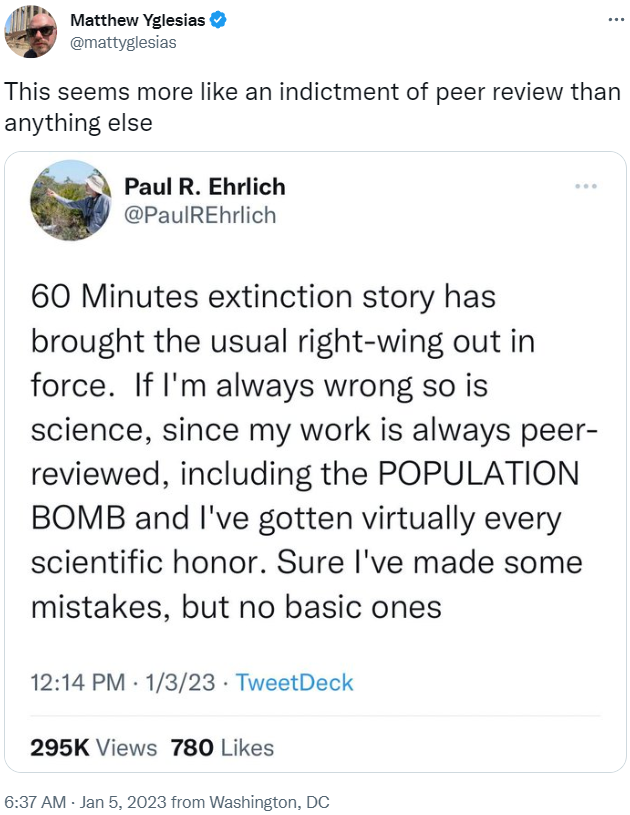 Matthew Yglesias
@mattyglesias
This seems more like an indictment of peer review than
anything else
Paul R. Ehrlich
@PaulREhrlich
60 Minutes extinction story has
brought the usual right-wing out in
force.  If I'm always wrong so is
science, since my work is always peer-
reviewed, including the POPULATION
BOMB and I've gotten virtually every
scientific honor. Sure I've made some
mistakes, but no basic ones
12:14 PM · 1/3/23 · TweetDeck
295K Views 780 Likes
6:37 AM · Jan 5, 2023 from Washington, DC